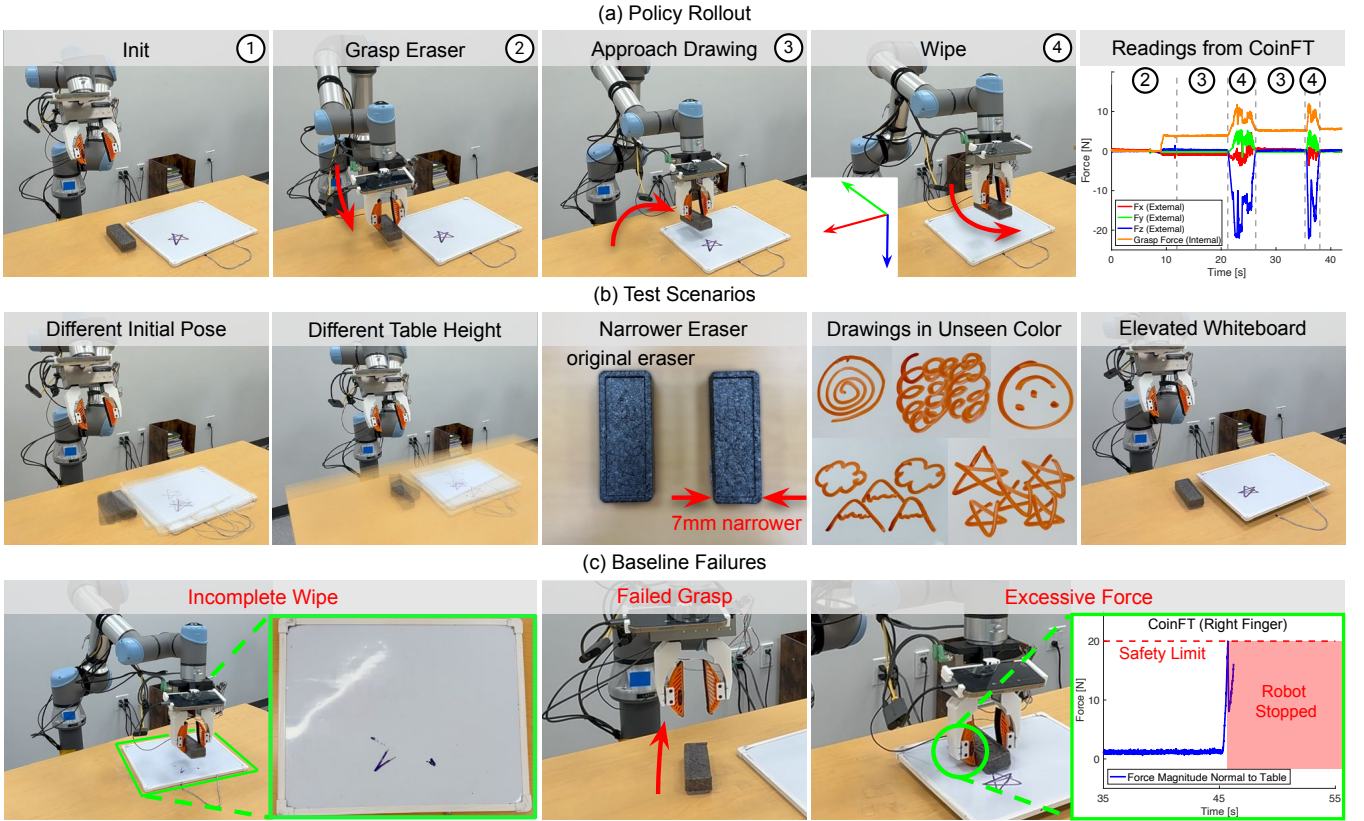 (a) Policy Rollout
Init
1
Grasp Eraser
2
Approach Drawing
3
Wipe
4
Readings from CoinFT
2
3
4
3
4
10
0
-10
-20
Force [N]
Fx (External)
Fy (External)
Fz (External)
Grasp Force (Internal)
0
10
20
30
40
Time [s]
(b) Test Scenarios
Different Initial Pose
Different Table Height
Narrower Eraser
original eraser
7mm narrower
Drawings in Unseen Color
Elevated Whiteboard
(c) Baseline Failures
Incomplete Wipe
Failed Grasp
Excessive Force
CoinFT (Right Finger)
20
Safety Limit
10
0
Force [N]
Robot
Stopped
Force Magnitude Normal to Table
35
45
55
Time [s]